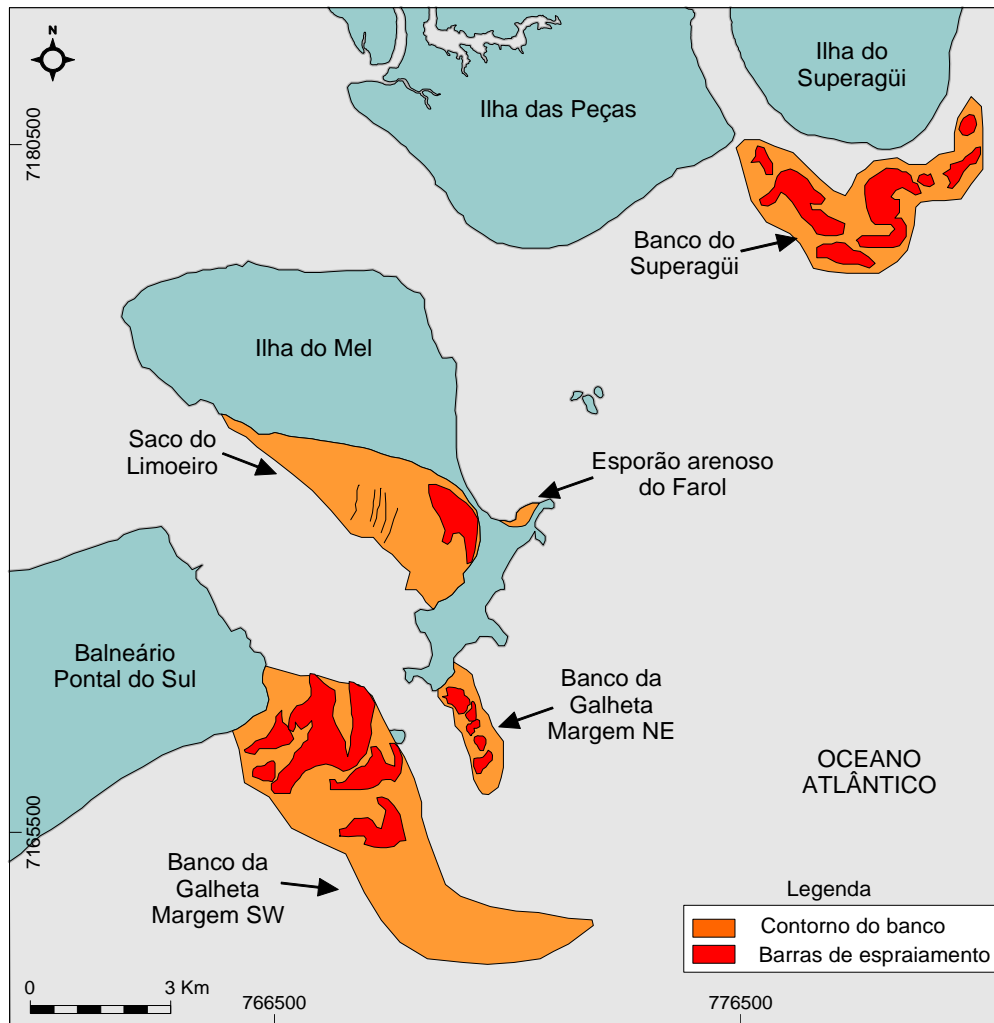 N
Ilha do
Superagüi
Ilha das Peças
7180500
Banco do
Superagüi
Ilha do Mel
Saco do
Limoeiro
Esporão arenoso
do Farol
Balneário
Pontal do Sul
Banco da
Galheta
Margem NE
OCEANO
ATLÂNTICO
7165500
Banco da
Galheta
Margem SW
Legenda
Contorno do banco
Barras de espraiamento
0
3 Km
766500
776500